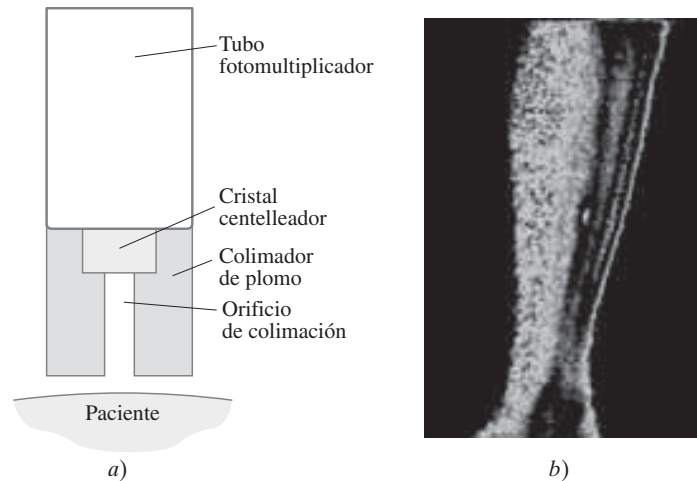 Tubo
fotomultiplicador
Cristal
centelleador
Colimador
de plomo
Orificio
de colimación
Paciente
a)
b)